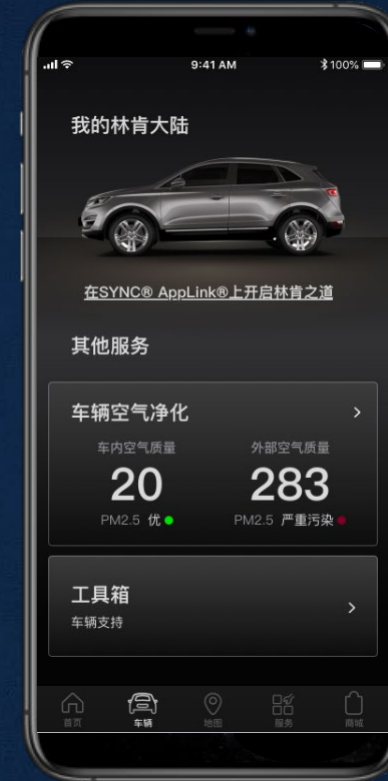 9:41 AM
100%
我的林肯大陆
在SYNC® AppLink®上开启林肯之道
其他服务
车辆空气净化
车内空气质量 外部空气质量
20 283
PM2.5 优 PM2.5 严重污染
工具箱
车辆支持
首页 车辆 地图 服务 商城